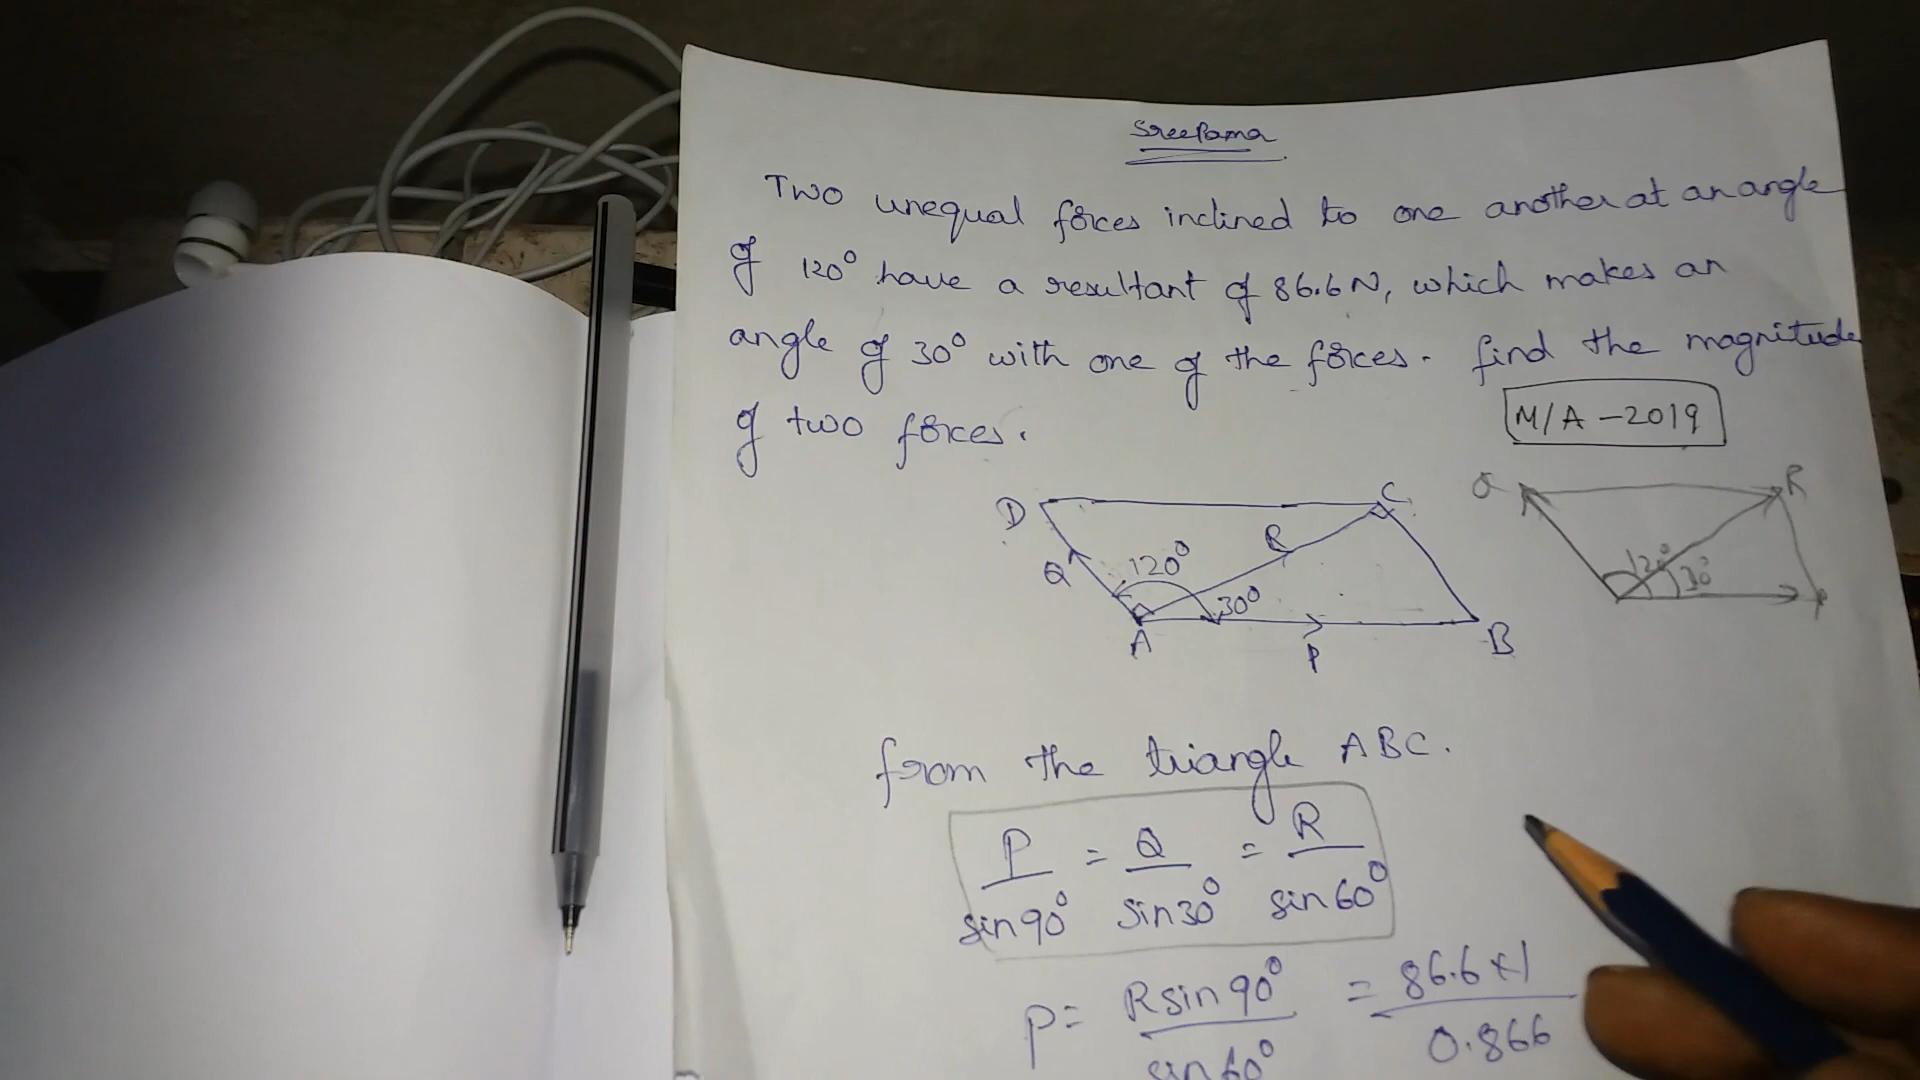 SreeRama
Two unequal forces inclined to one another at an angle
of 120° have a resultant of 86.6N, which makes an
angle of 30° with one of the forces. find the magnitude
of two forces.
M/A-2019
D C
Q 120° R
30°
A P B
Q R
120° 30°
P
from the triangle ABC.
P/sin90° = Q/sin30° = R/sin60°
P= Rsin90°/sin60° = 86.6×1/0.866